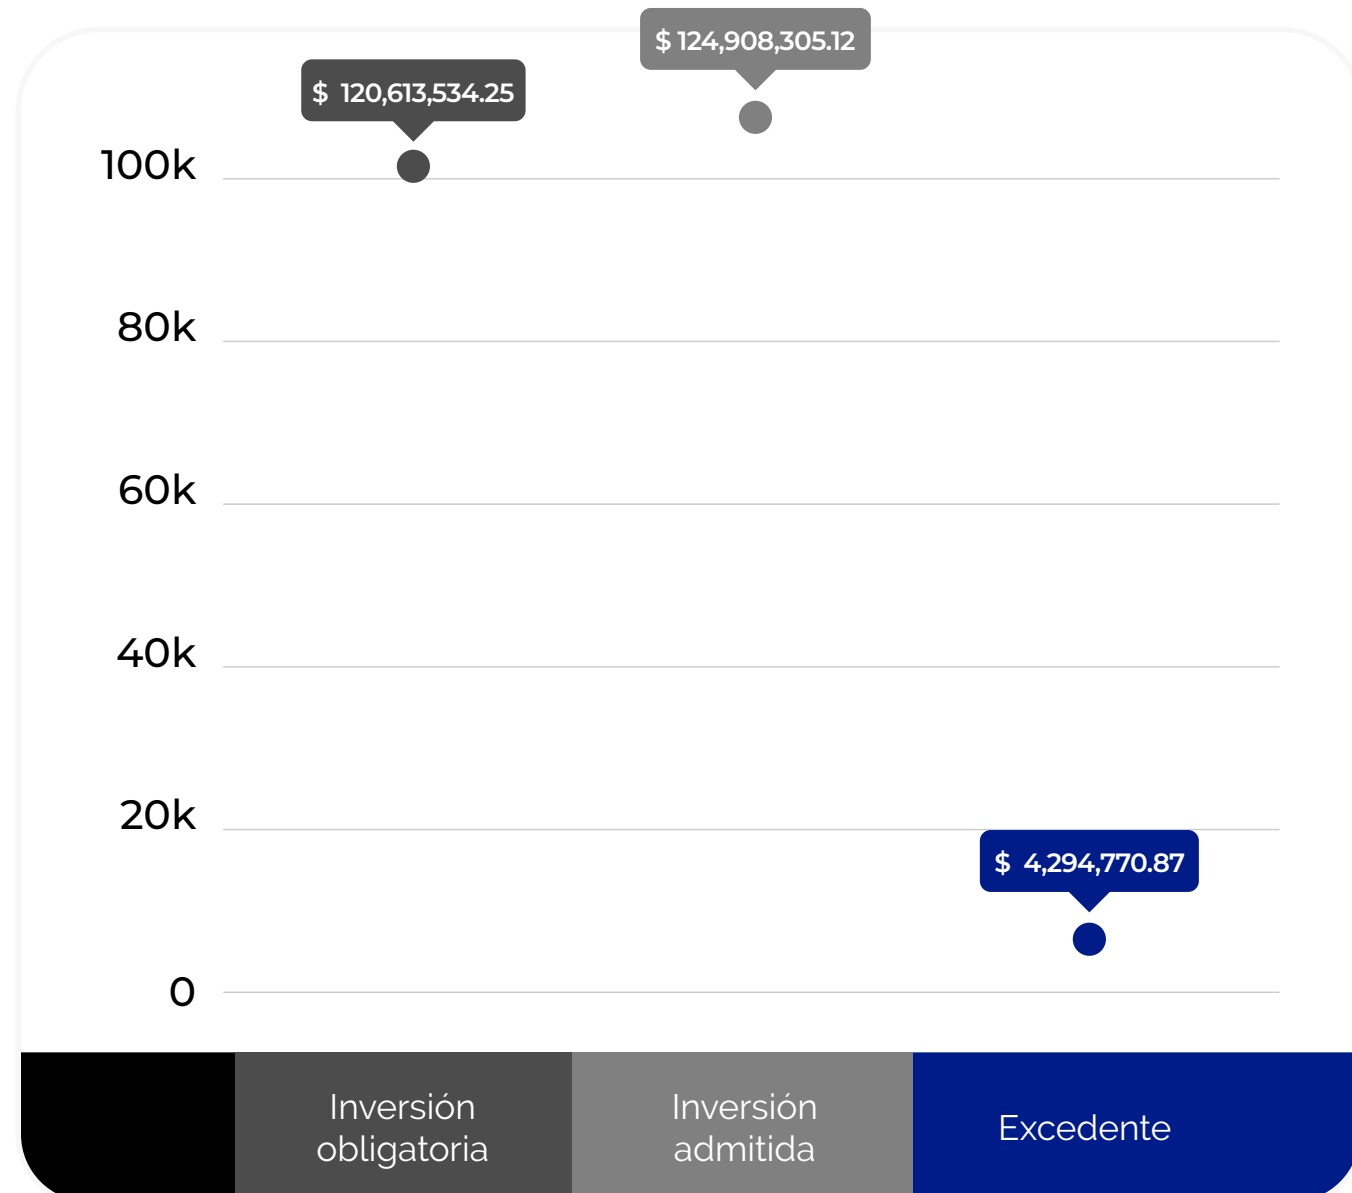 $ 124,908,305.12
$ 120,613,534.25
100k
80k
60k
40k
20k
$ 4,294,770.87
0
Inversión
obligatoria
Inversión
admitida
Excedente